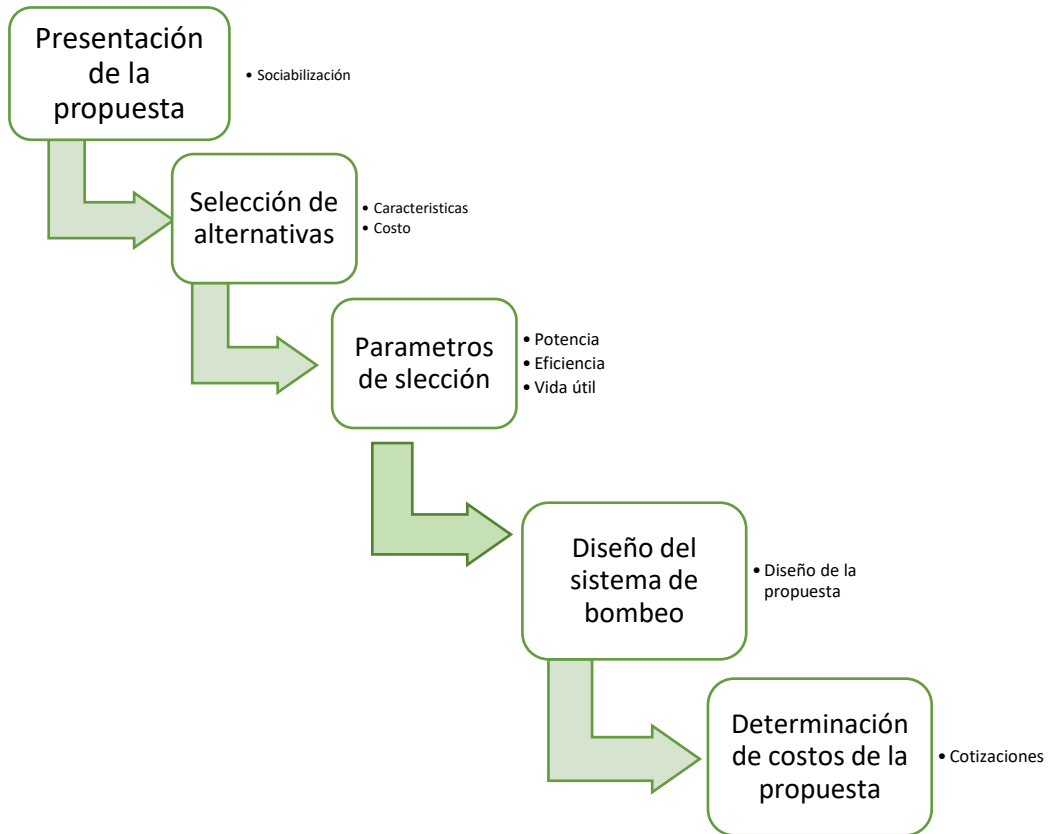 Presentación
de la
propuesta
• Sociabilización
Selección de
alternativas
• Caracteristicas
• Costo
Parametros
de slección
• Potencia
• Eficiencia
• Vida útil
Diseño del
sistema de
bombeo
• Diseño de la
propuesta
Determinación
de costos de la
propuesta
• Cotizaciones